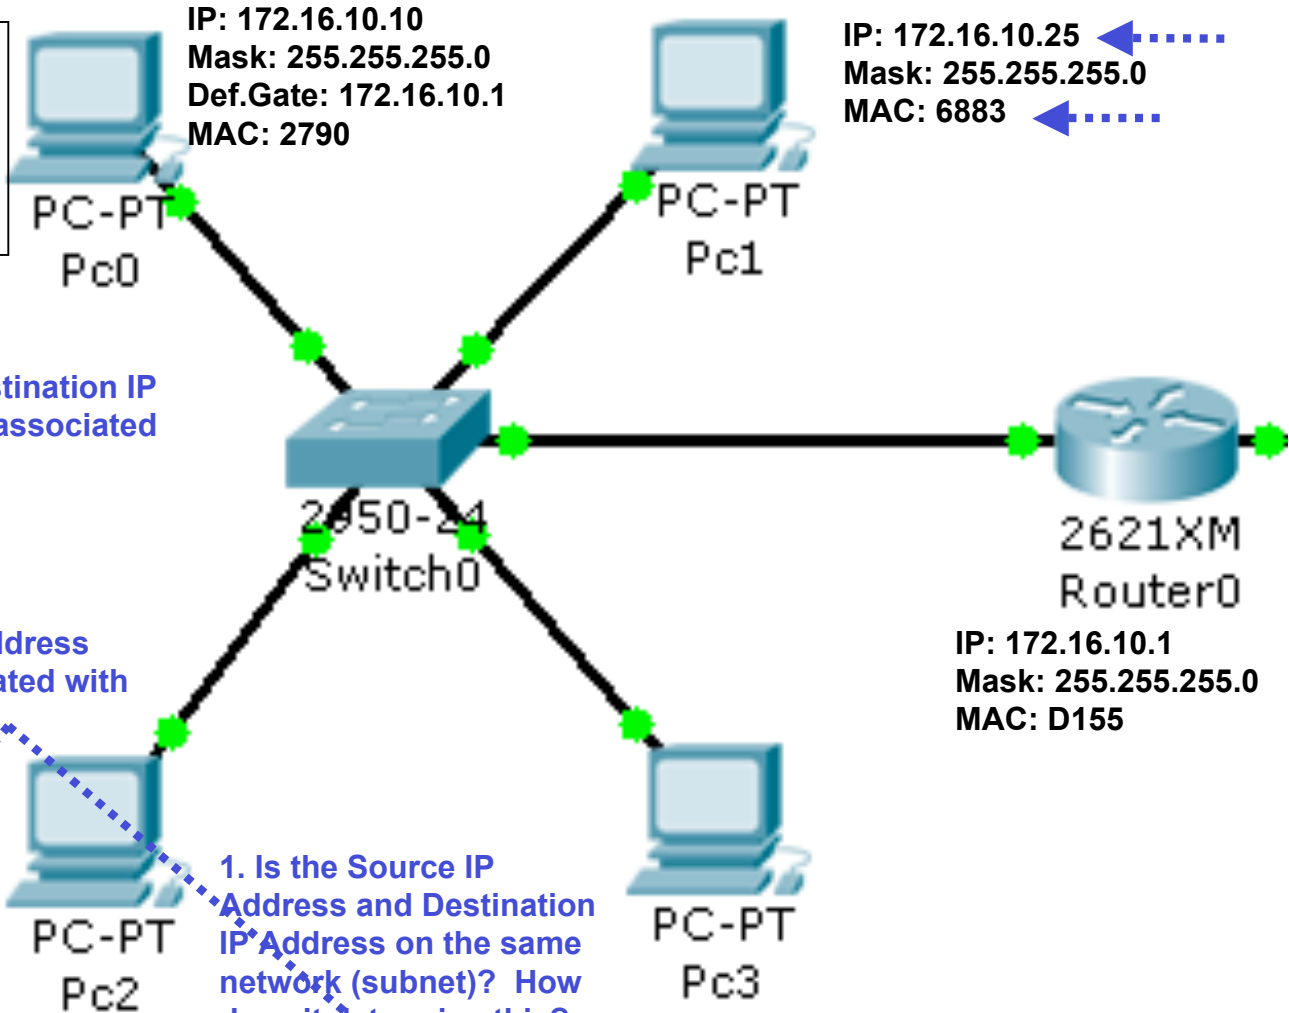 IP: 172.16.10.10
Mask: 255.255.255.0
Def.Gate: 172.16.10.1
MAC: 2790
IP: 172.16.10.25
Mask: 255.255.255.0
MAC: 6883
PC-PT
Pc0
PC-PT
Pc1
stination IP
associated
2950-24
Switch0
2621XM
Router0
IP: 172.16.10.1
Mask: 255.255.255.0
MAC: D155
ddress
ated with
PC-PT
Pc2
1. Is the Source IP
Address and Destination
IP Address on the same
network (subnet)? How
PC-PT
Pc3